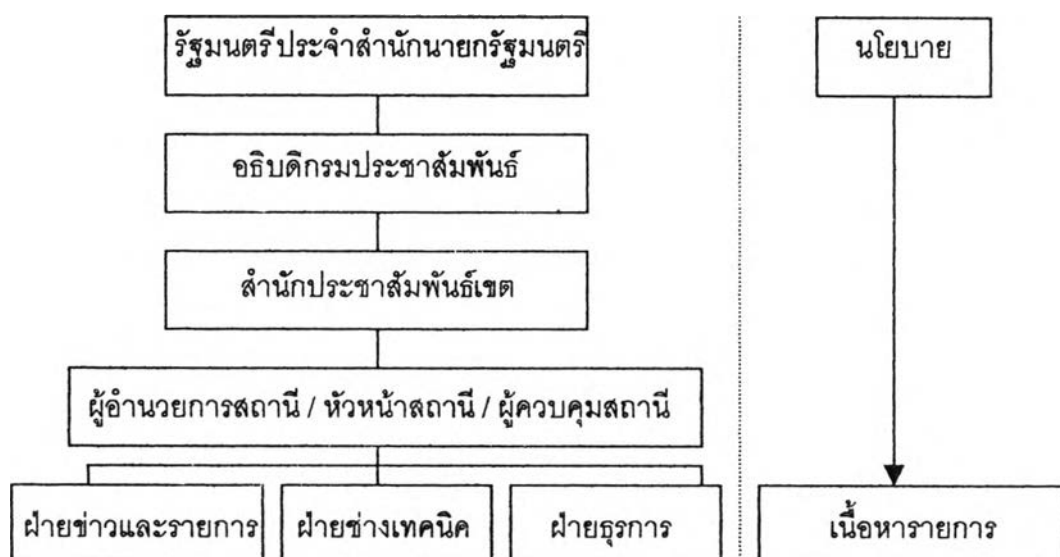 รัฐมนตรีประจำสำนักนายกรัฐมนตรี
นโยบาย
อธิบดีกรมประชาสัมพันธ์
สำนักประชาสัมพันธ์เขต
ผู้อำนวยการสถานี / หัวหน้าสถานี / ผู้ควบคุมสถานี
ฝ่ายข่าวและรายการ
ฝ่ายช่างเทคนิค
ฝ่ายธุรการ
เนื้อหารายการ